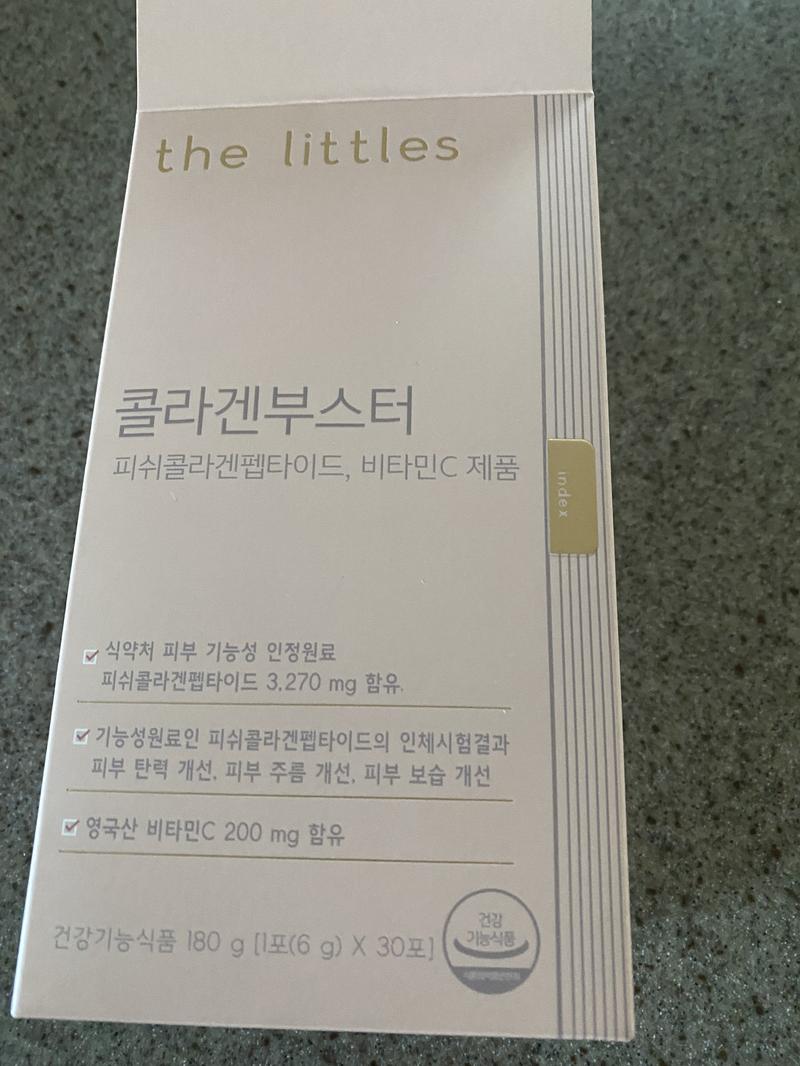 the littles
콜라겐부스터
피쉬콜라겐펩타이드, 비타민C 제품
index
식약처 피부 기능성 인정원료
피쉬콜라겐펩타이드 3,270 mg 함유.
기능성원료인 피쉬콜라겐펩타이드의 인체시험결과
피부 탄력 개선, 피부 주름 개선, 피부 보습 개선
영국산 비타민C 200 mg 함유
건강기능식품 180 g [1포(6 g) X 30포]
건강
기능식품